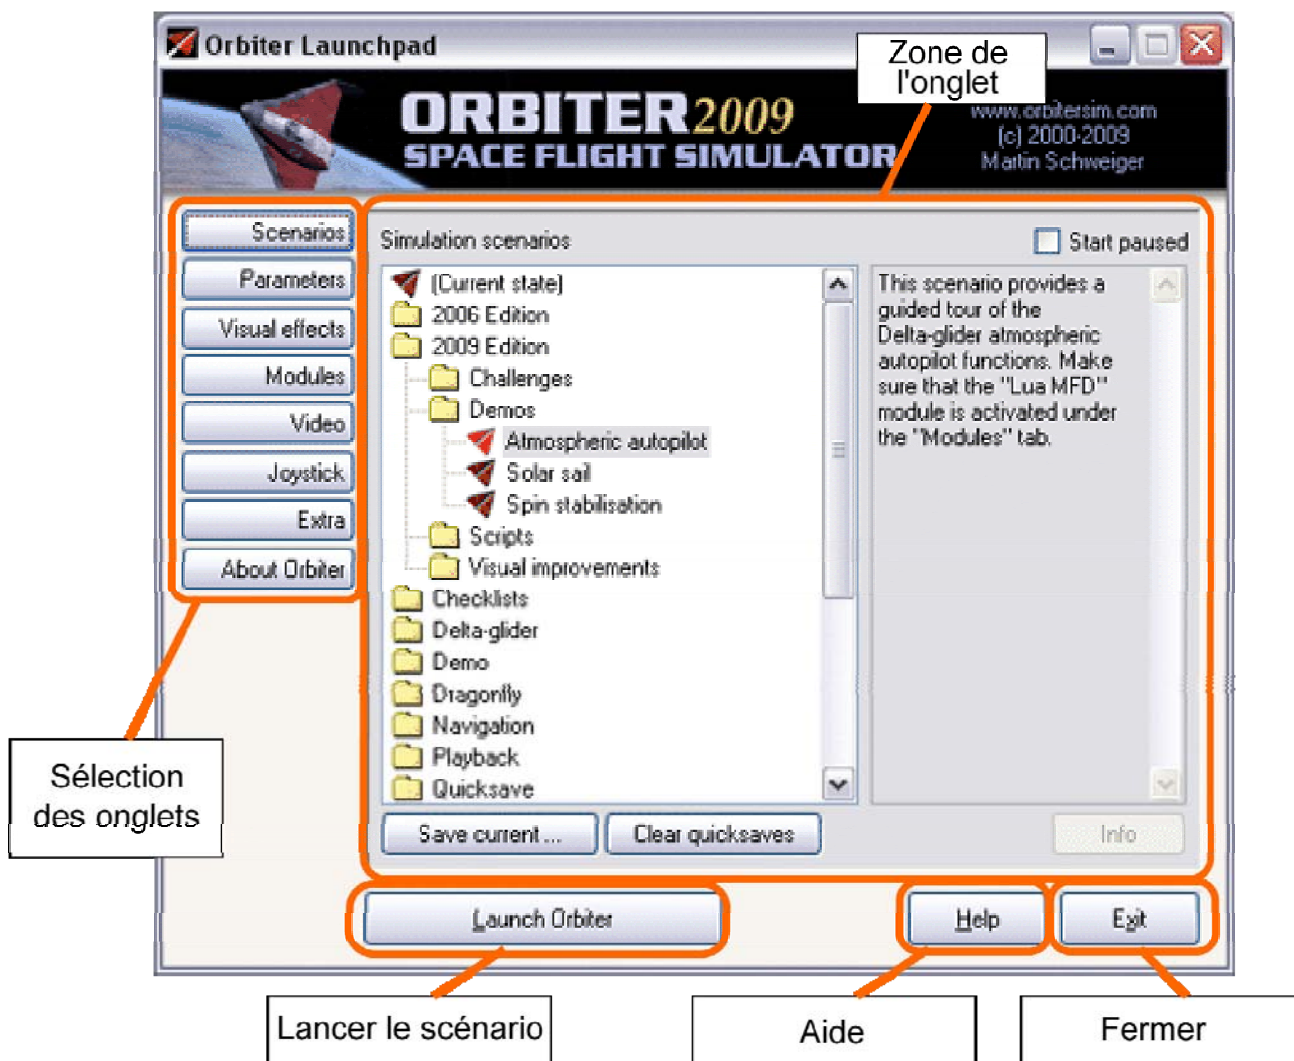 Orbiter Launchpad
Zone de
l'onglet
ORBITER 2009
SPACE FLIGHT SIMULATOR
www.orbitersim.com
(c) 2000-2009
Martin Schweiger
Scenarios
Parameters
Visual effects
Modules
Video
Joystick
Extra
About Orbiter
Simulation scenarios
Start paused
(Current state)
2006 Edition
2009 Edition
Challenges
Demos
Atmospheric autopilot
Solar sail
Spin stabilisation
Scripts
Visual improvements
Checklists
Delta-glider
Demo
Dragonfly
Navigation
Playback
Quicksave
This scenario provides a
guided tour of the
Delta-glider atmospheric
autopilot functions. Make
sure that the "Lua MFD"
module is activated under
the "Modules" tab.
Save current ...
Clear quicksaves
Info
Sélection
des onglets
Launch Orbiter
Help
Exit
Lancer le scénario
Aide
Fermer